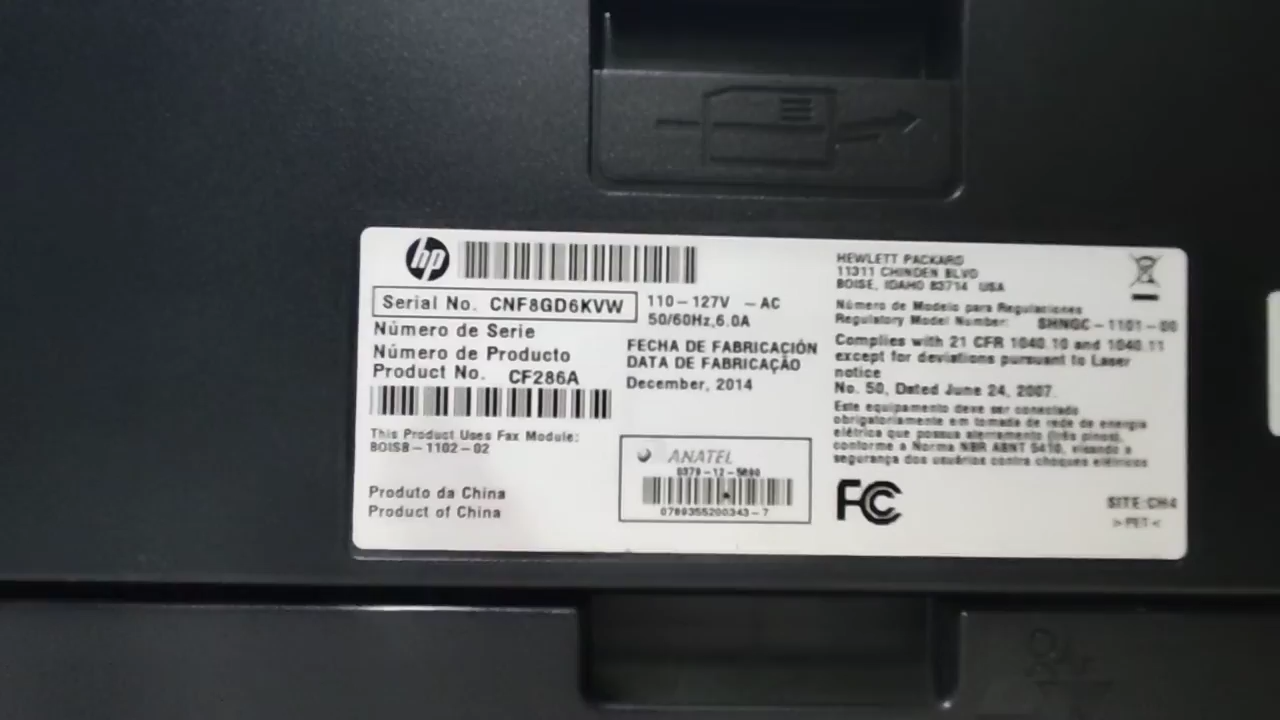 hp
Serial No. CNF8GD6KVW
Número de Serie
Número de Producto
Product No. CF286A
This Product Uses Fax Module:
BOISB-1102-02
Produto da China
Product of China
110-127V ~AC
50/60Hz,6.0A
FECHA DE FABRICACIÓN
DATA DE FABRICAÇÃO
December, 2014
ANATEL
0789355200343-7
HEWLETT PACKARD
11311 CHINDEN BLVD
BOISE, IDAHO 83714 USA
Número de Modelo para Regulaciones
Regulatory Model Number: SHNGC-1101-00
Complies with 21 CFR 1040.10 and 1040.11
except for deviations pursuant to Laser
notice
No. 50, Dated June 24, 2007.
Este equipamento deve ser conectado
obrigatoriamente em tomada de rede de energia
elétrica que possua aterramento (três pinos),
conforme a Norma NBR ABNT 5410, visando a
segurança dos usuários contra choques elétricos
FC
SITE:CH4
>PET<